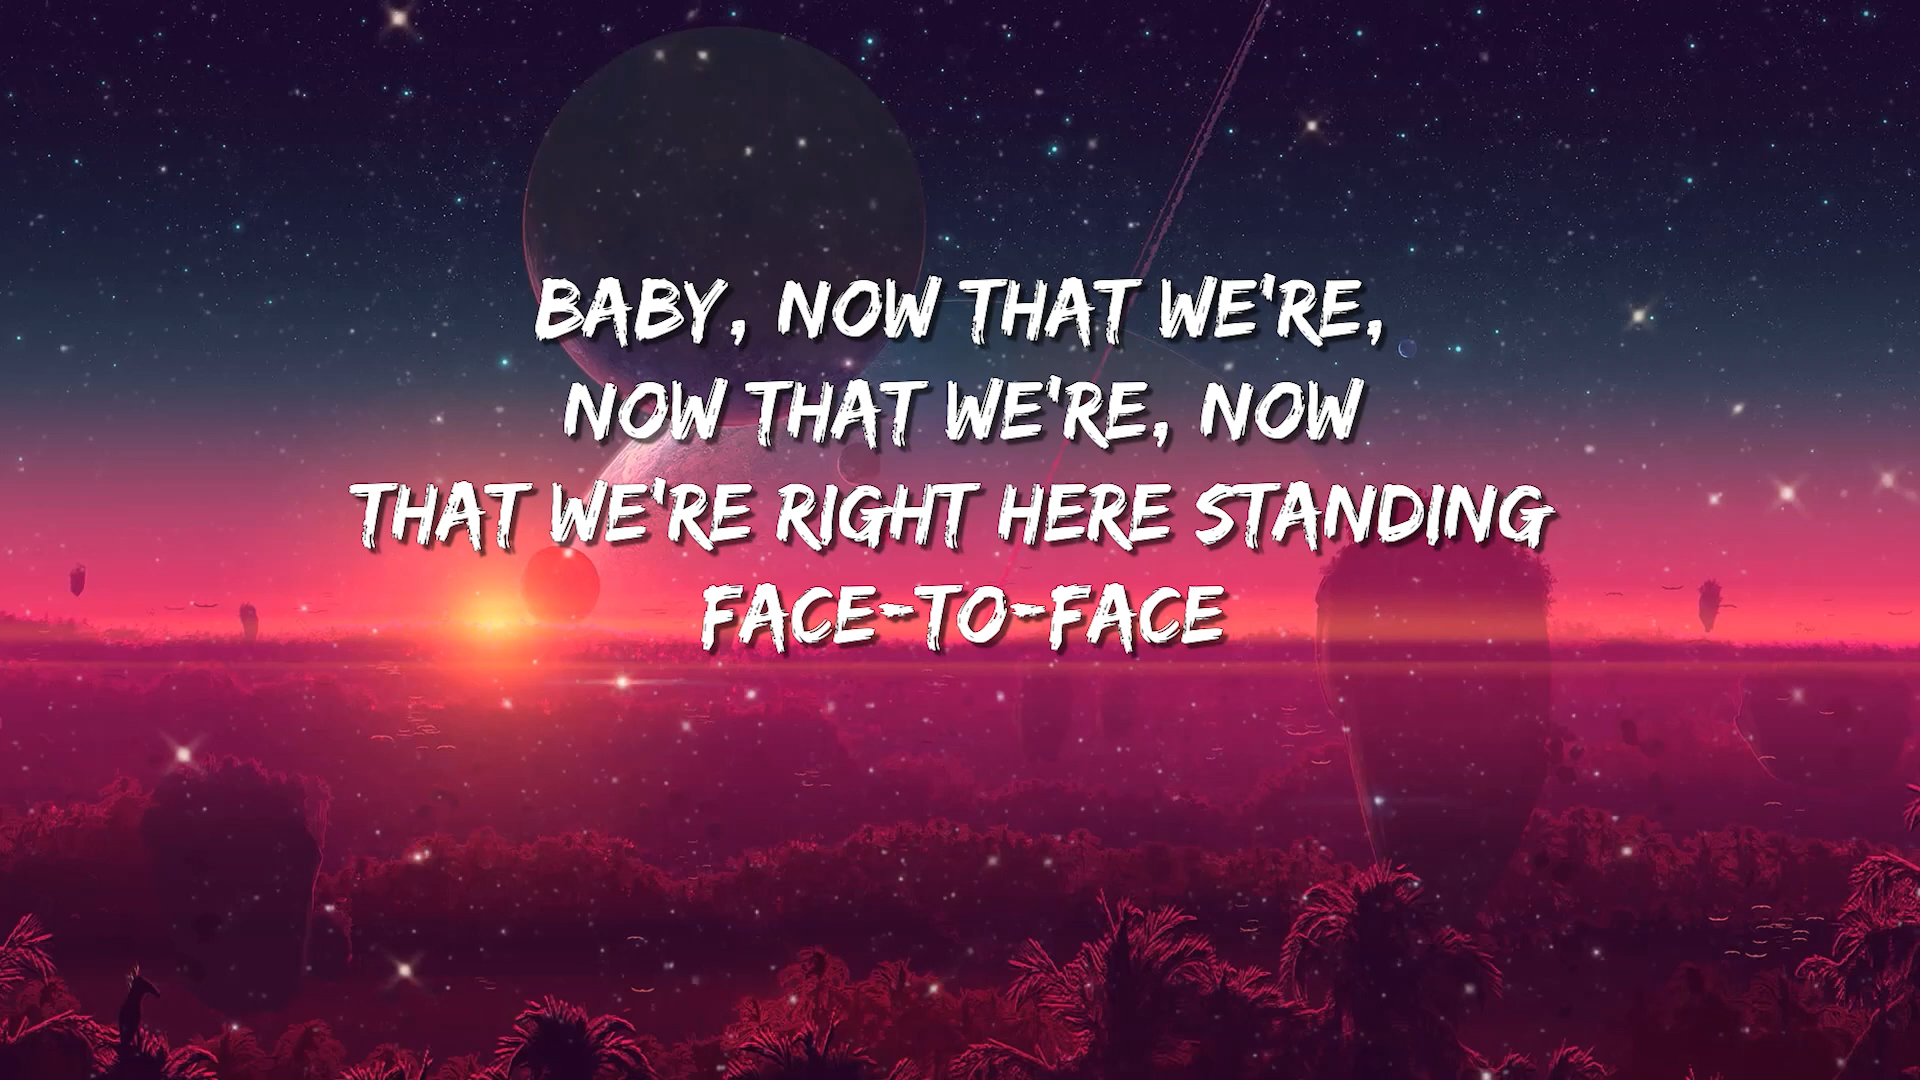 BABY, NOW THAT WE'RE,
NOW THAT WE'RE, NOW
THAT WE'RE RIGHT HERE STANDING
FACE-TO-FACE